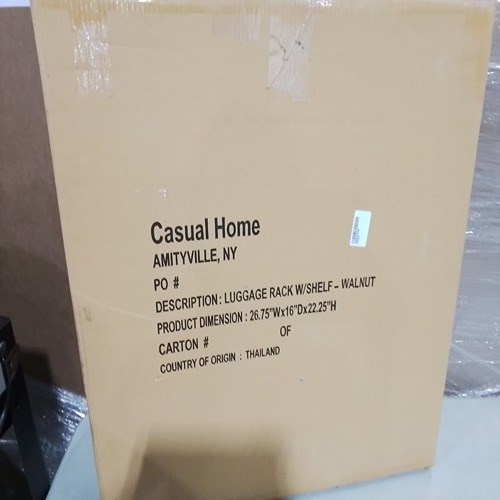 Casual Home
AMITYVILLE, NY
PO #
DESCRIPTION: LUGGAGE RACK W/SHELF – WALNUT
PRODUCT DIMENSION : 26.75"Wx16"Dx22.25"H
CARTON # OF
COUNTRY OF ORIGIN : THAILAND